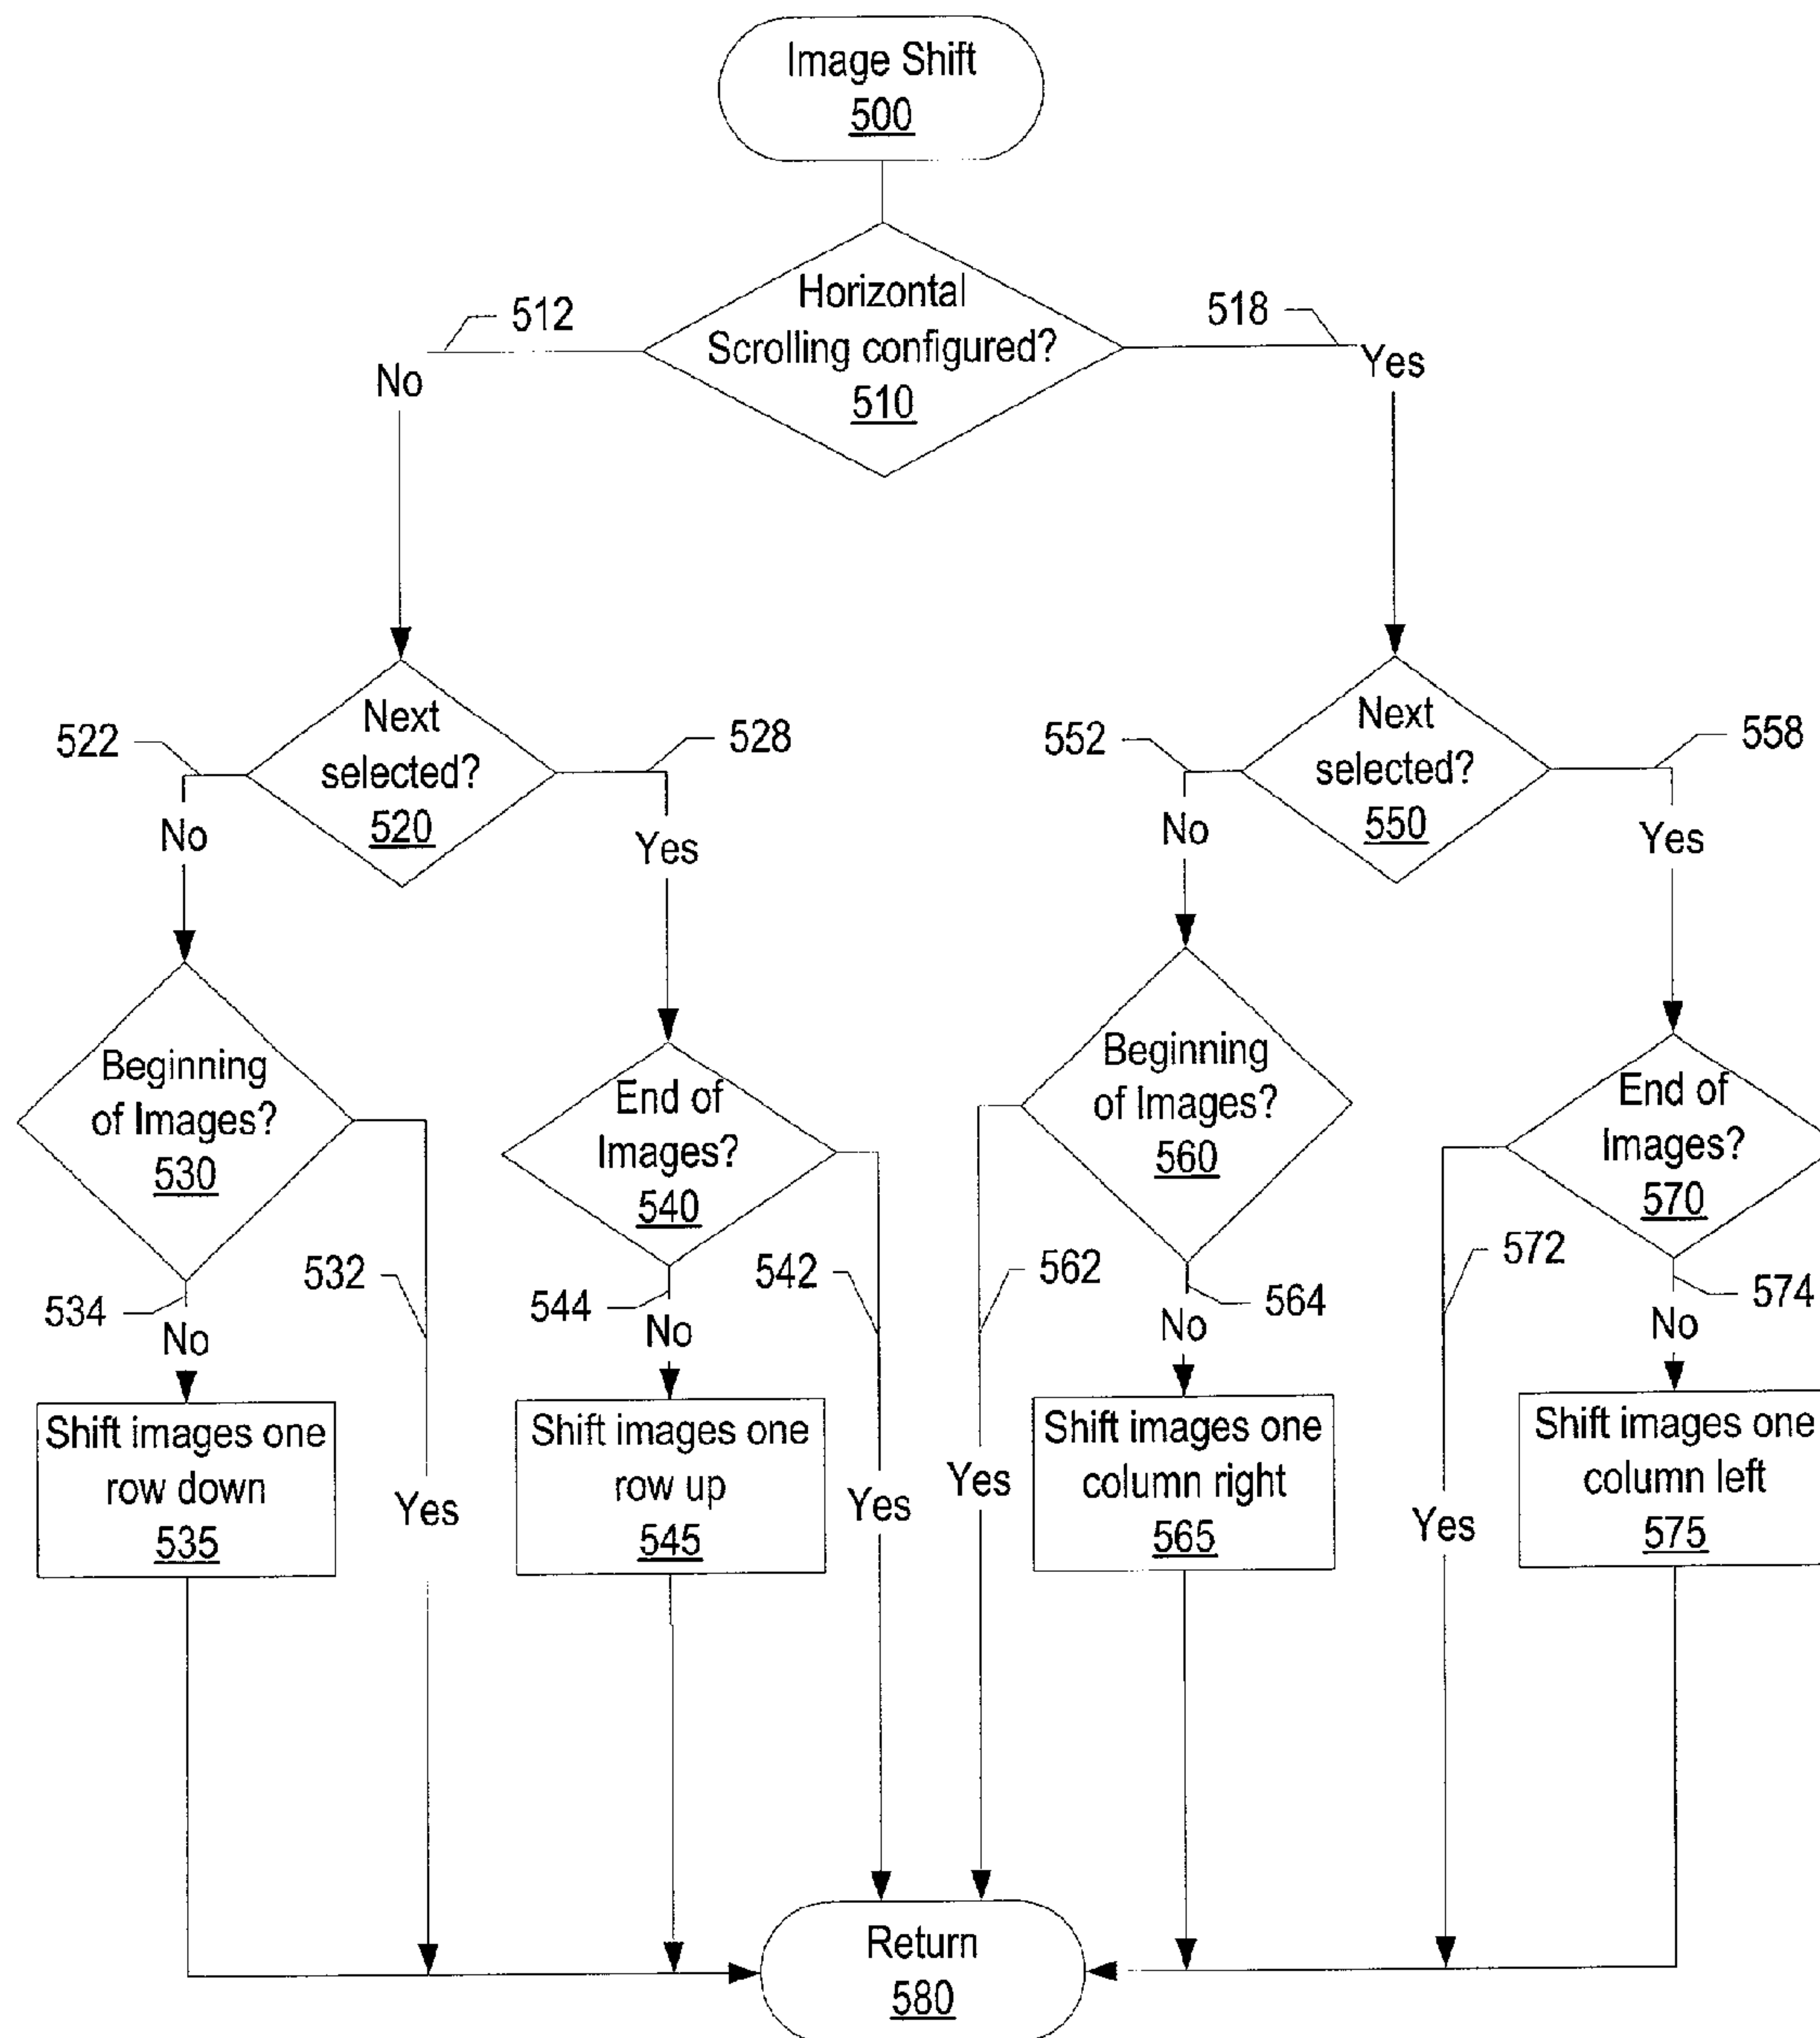 Image Shift
500
Horizontal
Scrolling configured?
510
512
518
No
Yes
Next
selected?
520
522
528
No
Yes
Next
selected?
550
552
558
No
Yes
Beginning
of Images?
530
532
534
No
Yes
End of
Images?
540
542
544
No
Yes
Beginning
of Images?
560
562
564
No
Yes
End of
Images?
570
572
574
No
Yes
Shift images one
row down
535
Shift images one
row up
545
Shift images one
column right
565
Shift images one
column left
575
Return
580